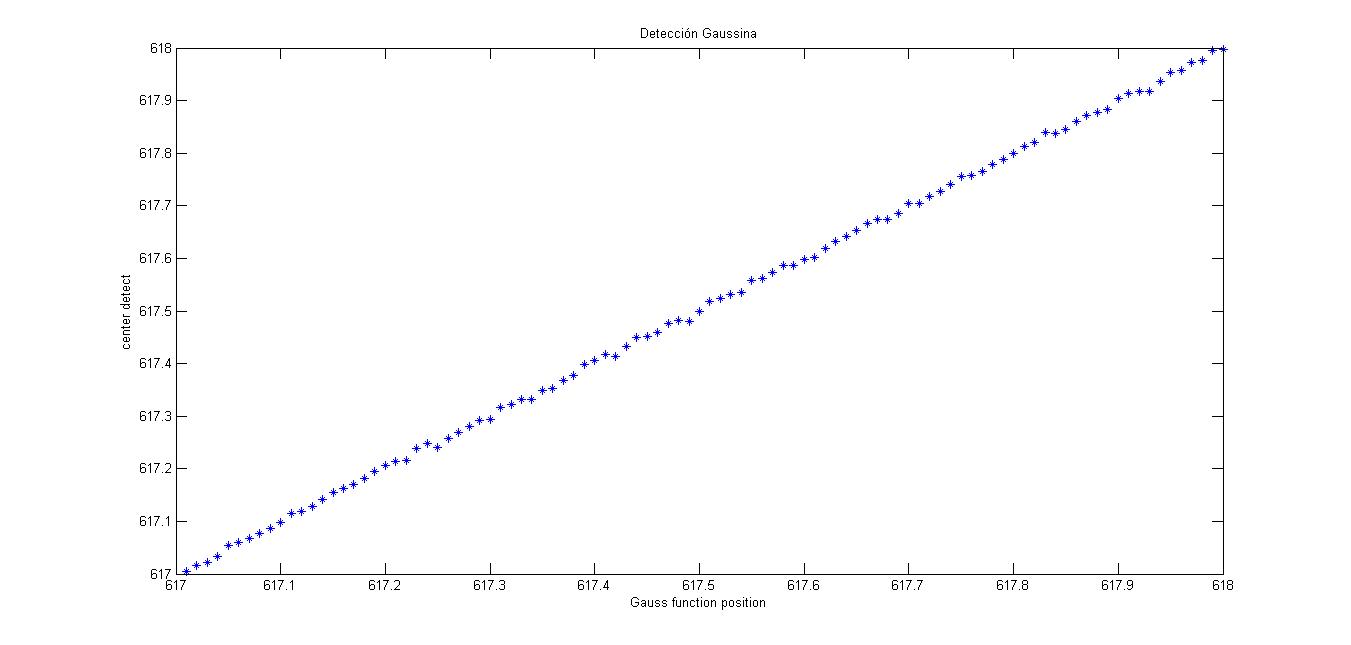 Detección Gaussina
618
617.9
617.8
617.7
617.6
617.5
617.4
617.3
617.2
617.1
617
center detect
617 617.1 617.2 617.3 617.4 617.5 617.6 617.7 617.8 617.9 618
Gauss function position